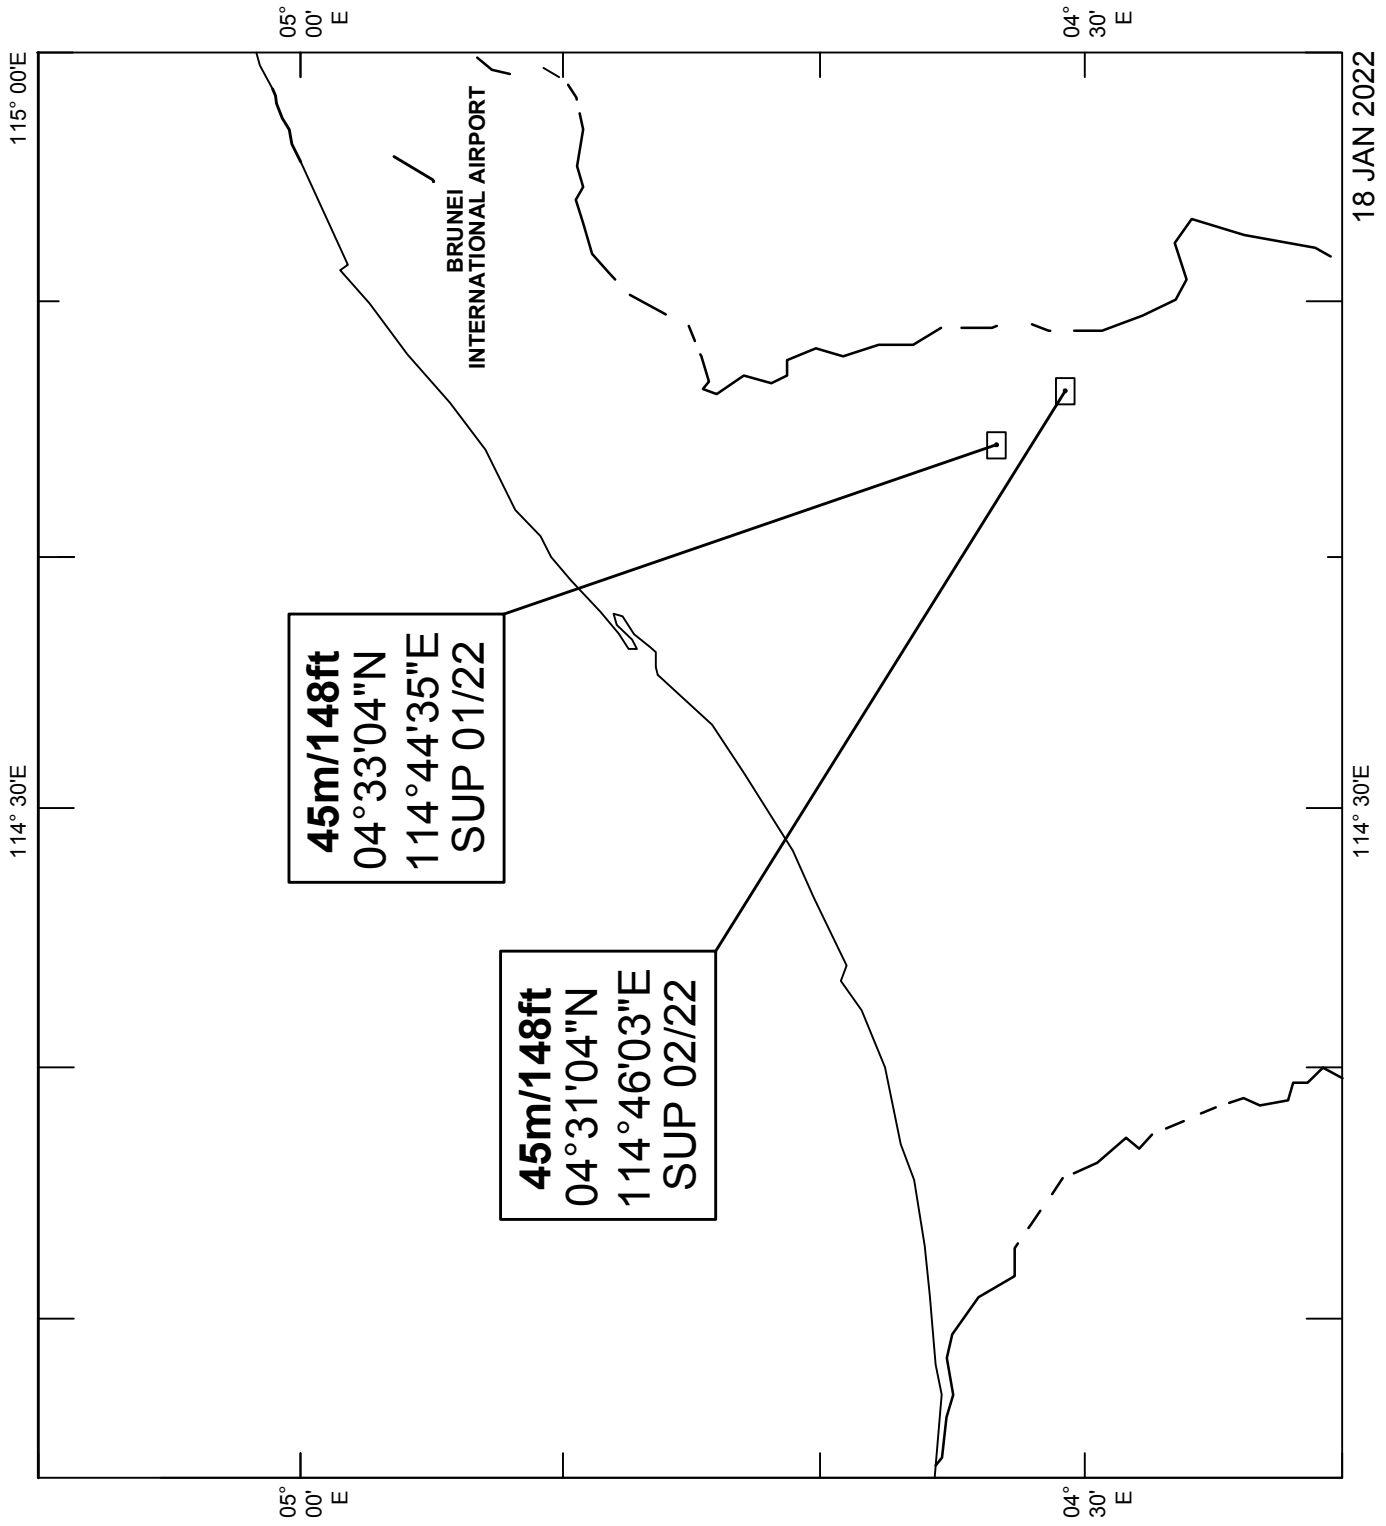 114° 30'E
115° 00'E
05°
00'
E
05°
00'
E
BRUNEI
INTERNATIONAL AIRPORT
45m/148ft
04°33'04"N
114°44'35"E
SUP 01/22
45m/148ft
04°31'04"N
114°46'03"E
SUP 02/22
04°
30'
E
04°
30'
E
114° 30'E
18 JAN 2022